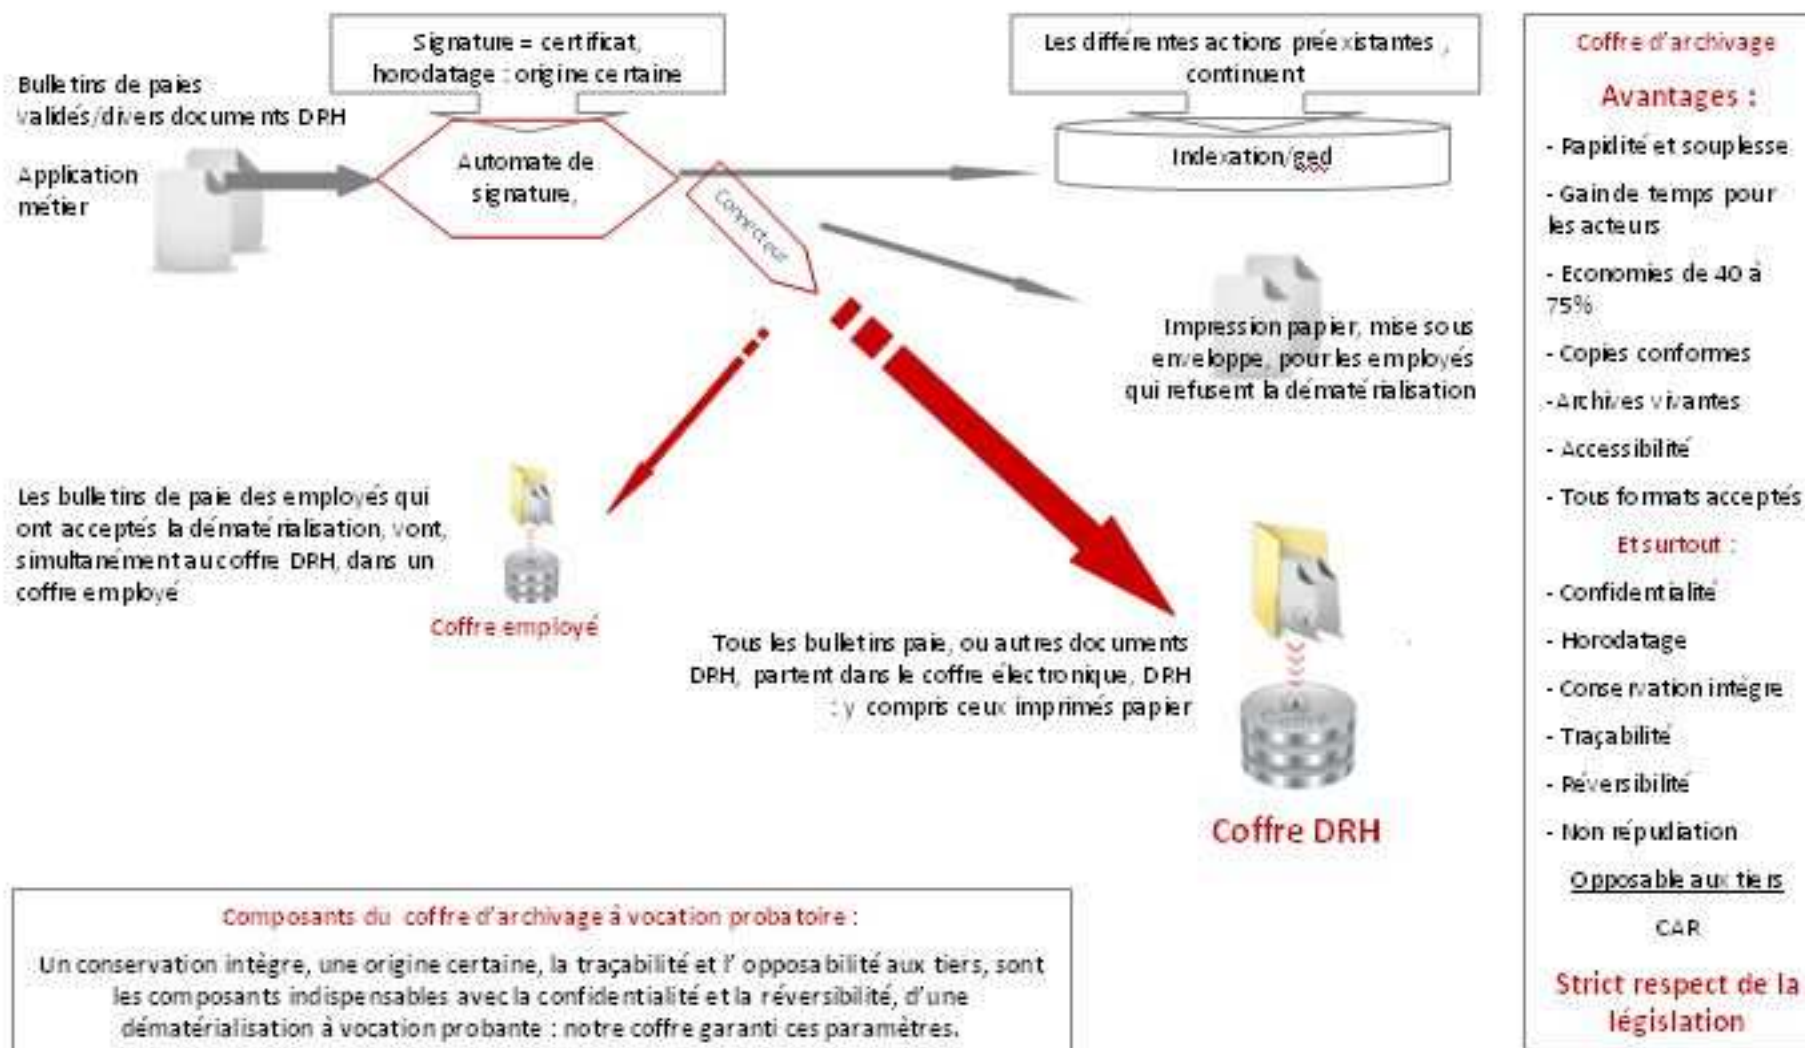 Signature = certificat,
horodatage : origine certaine
Les différentes actions préexistantes ,
continuent
Bulletins de paies
validés/divers documents DRH
Application
métier
Automate de
signature,
Connecteur
Indexation/ged
Impression papier, mise sous
enveloppe, pour les employés
qui refusent la dématérialisation
Les bulletins de paie des employés qui
ont acceptés la dématérialisation, vont,
simultanément au coffre DRH, dans un
coffre employé
Coffre employé
Tous les bulletins paie, ou autres documents
DRH, partent dans le coffre électronique, DRH
: y compris ceux imprimés papier
Coffre DRH
Composants du coffre d'archivage à vocation probatoire :
Un conservation intègre, une origine certaine, la traçabilité et l' opposabilité aux tiers, sont
les composants indispensables avec la confidentialité et la réversibilité, d'une
dématérialisation à vocation probante : notre coffre garanti ces paramètres.
Coffre d'archivage
Avantages :
- Rapidité et souplesse
- Gain de temps pour
les acteurs
- Economies de 40 à
75%
- Copies conformes
-Archives vivantes
- Accessibilité
- Tous formats acceptés
Et surtout :
- Confidentialité
- Horodatage
- Conservation intègre
- Traçabilité
- Réversibilité
- Non répudiation
Opposable aux tiers
CAR
Strict respect de la
législation